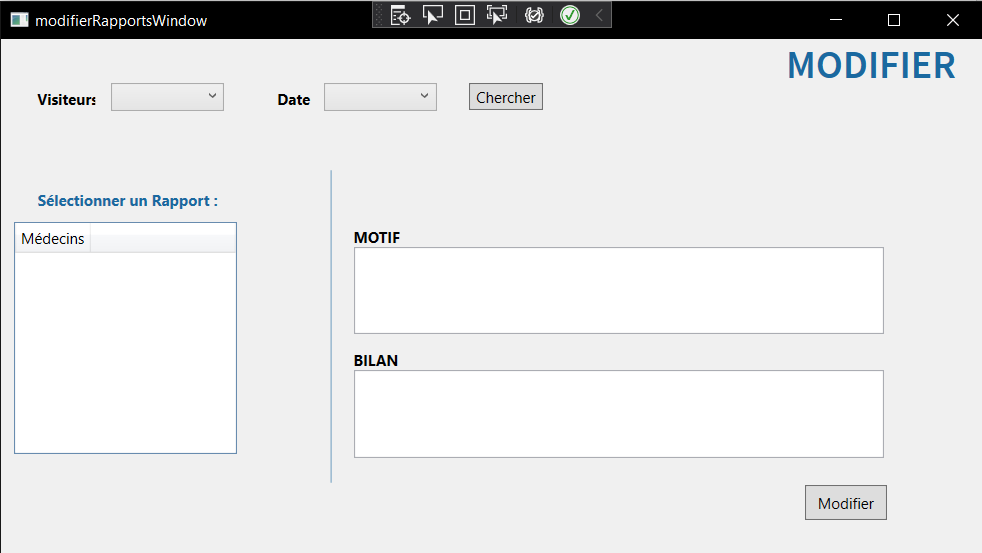 modifierRapportsWindow
MODIFIER
Visiteurs
Date
Chercher
Sélectionner un Rapport :
Médecins
MOTIF
BILAN
Modifier